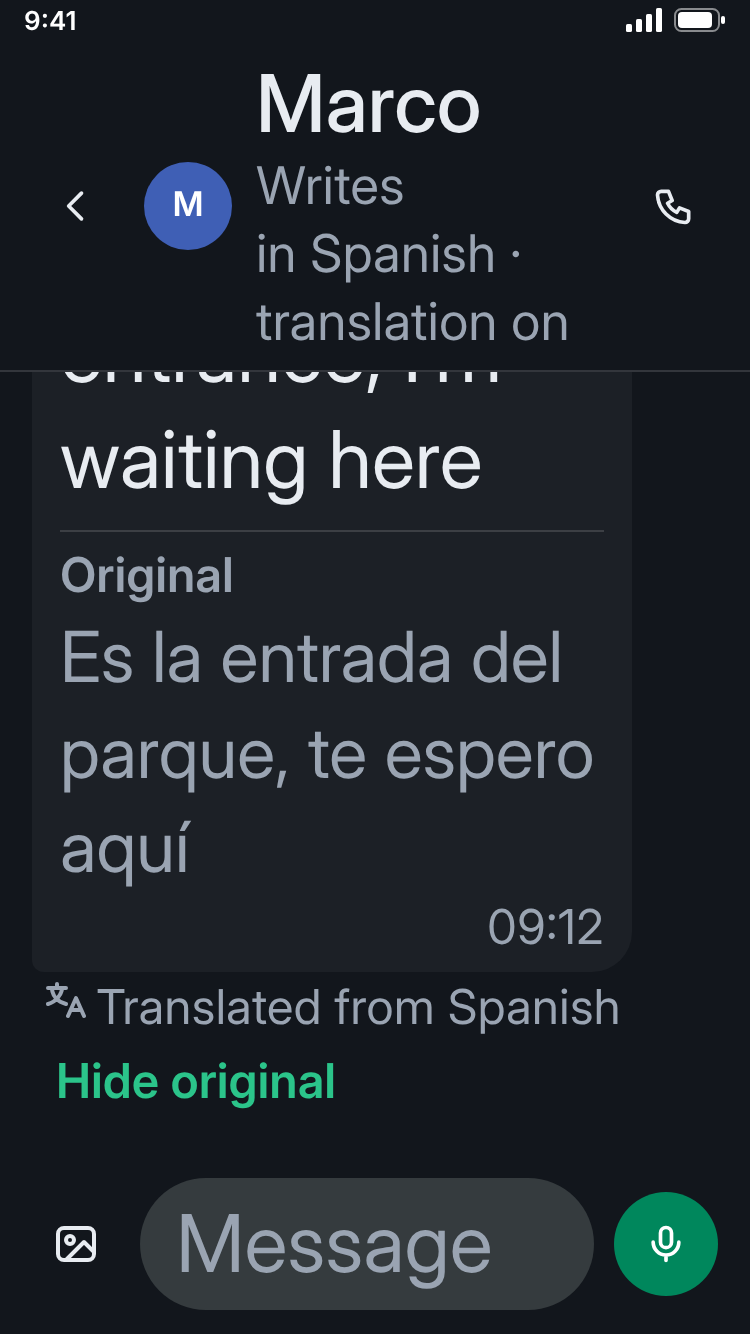 9:41
Marco
M
Writes
in Spanish ·
translation on
entrance, I'm
waiting here
Original
Es la entrada del
parque, te espero
aquí
09:12
Translated from Spanish
Hide original
Message